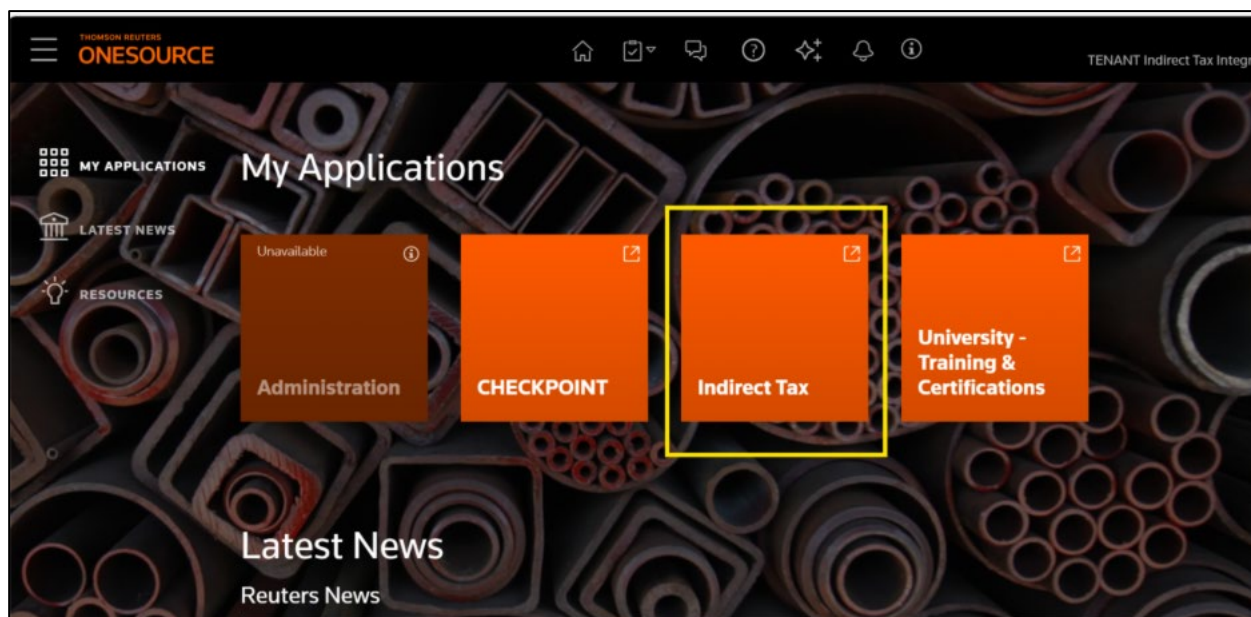 THOMSON REUTERS
ONESOURCE
TENANT Indirect Tax Integr
MY APPLICATIONS
LATEST NEWS
RESOURCES
My Applications
Unavailable
Administration
CHECKPOINT
Indirect Tax
University -
Training &
Certifications
Latest News
Reuters News